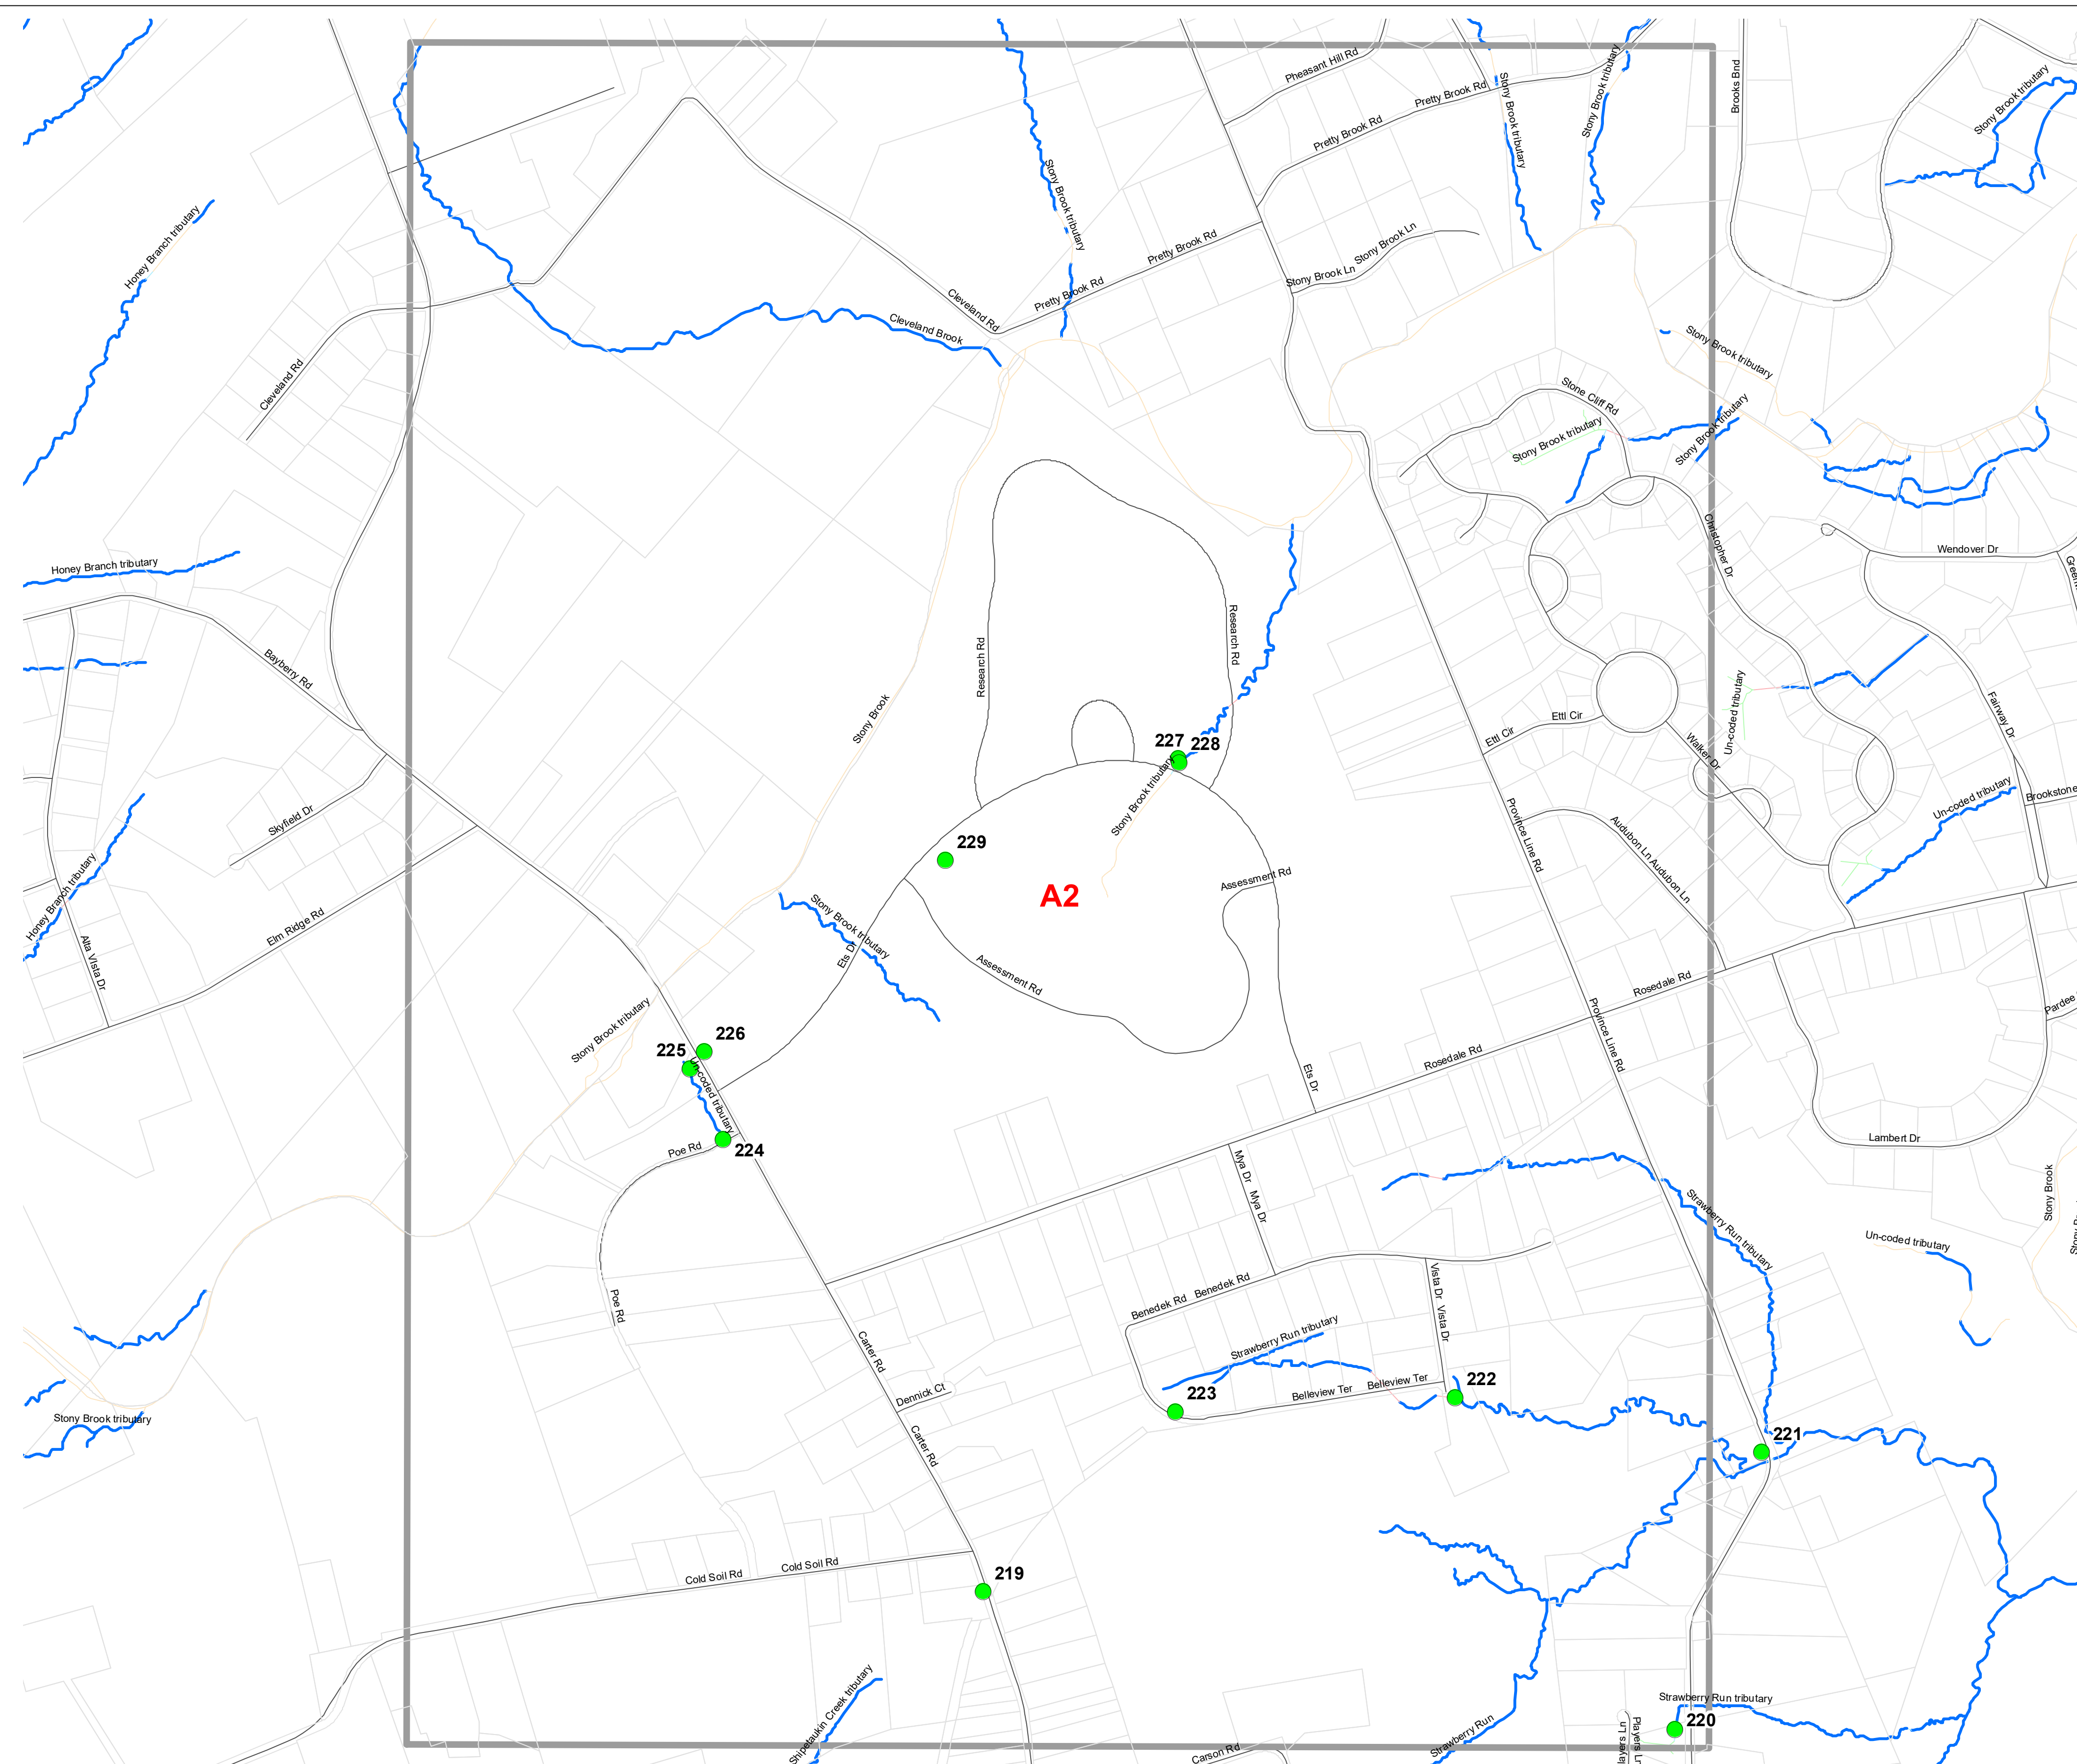 Pheasant Hill Rd
Pretty Brook Rd
Pretty Brook Rd
Stony Brook tributary
Stony Brook tributary
Brooks Bnd
Stony Brook tributary
Stony Brook tributary
Honey Branch tributary
Pretty Brook Rd
Stony Brook Ln
Stony Brook Ln
Pretty Brook Rd
Cleveland Rd
Cleveland Brook
Cleveland Rd
Stony Brook tributary
Stone Cliff Rd
Stony Brook tributary
Stony Brook tributary
Christopher Dr
Wendover Dr
Honey Branch tributary
Bayberry Rd
Research Rd
Research Rd
Stony Brook
Ettl Cir
Ettl Cir
Walker Dr
Un-coded tributary
Fairway Dr
227
228
Stony Brook tributary
Skyfield Dr
Province Line Rd
Audubon Ln
Audubon Ln
Un-coded tributary
Brookstone
229
A2
Assessment Rd
Honey Branch tributary
Elm Ridge Rd
Alta Vista Dr
Stony Brook tributary
Ets Dr
Assessment Rd
Rosedale Rd
Province Line Rd
Pardee
Stony Brook tributary
226
225
Un-coded tributary
Rosedale Rd
Ets Dr
224
Poe Rd
Lambert Dr
Mya Dr
Mya Dr
Stony Brook
Strawberry Run tributary
Un-coded tributary
Benedek Rd
Benedek Rd
Vista Dr
Vista Dr
Poe Rd
Carter Rd
Strawberry Run tributary
Dennick Ct
223
Belleview Ter
Belleview Ter
222
Stony Brook tributary
Carter Rd
221
Cold Soil Rd
Cold Soil Rd
219
Shipetaukin Creek tributary
Strawberry Run tributary
220
Players Ln
Strawberry Run
Carson Rd